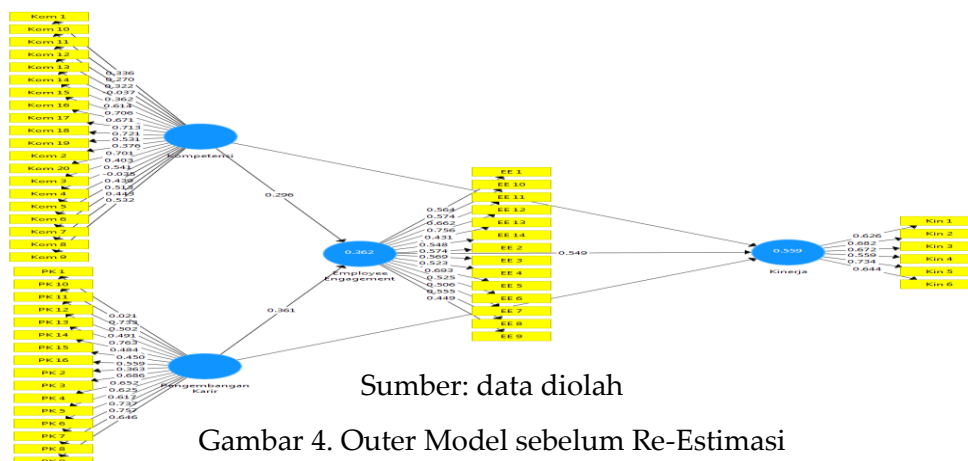 Kom 1
Kom 10
Kom 11
Kom 12
Kom 13
Kom 14
Kom 15
Kom 16
Kom 17
Kom 18
Kom 19
Kom 2
Kom 20
Kom 3
Kom 4
Kom 5
Kom 6
Kom 7
Kom 8
Kom 9
0.336
0.270
0.322
-0.037
0.362
0.614
0.706
0.671
0.713
0.721
0.531
0.376
0.701
0.403
0.541
-0.035
0.439
0.513
0.443
0.532
Kompetensi
0.296
PK 1
PK 10
PK 11
PK 12
PK 13
PK 14
PK 15
PK 16
PK 2
PK 3
PK 4
PK 5
PK 6
PK 7
PK 8
0.021
0.735
0.502
0.491
0.763
0.484
0.450
0.559
0.363
0.686
0.652
0.625
0.617
0.737
0.757
0.646
Pengembangan
Karir
0.361
0.362
Employee
Engagement
0.564
0.574
0.662
0.756
0.431
0.548
0.574
0.569
0.523
0.693
0.525
0.506
0.555
0.449
EE 1
EE 10
EE 11
EE 12
EE 13
EE 14
EE 2
EE 3
EE 4
EE 5
EE 6
EE 7
EE 8
EE 9
0.549
0.559
Kinerja
0.626
0.682
0.672
0.559
0.734
0.644
Kin 1
Kin 2
Kin 3
Kin 4
Kin 5
Kin 6
Sumber: data diolah
Gambar 4. Outer Model sebelum Re-Estimasi